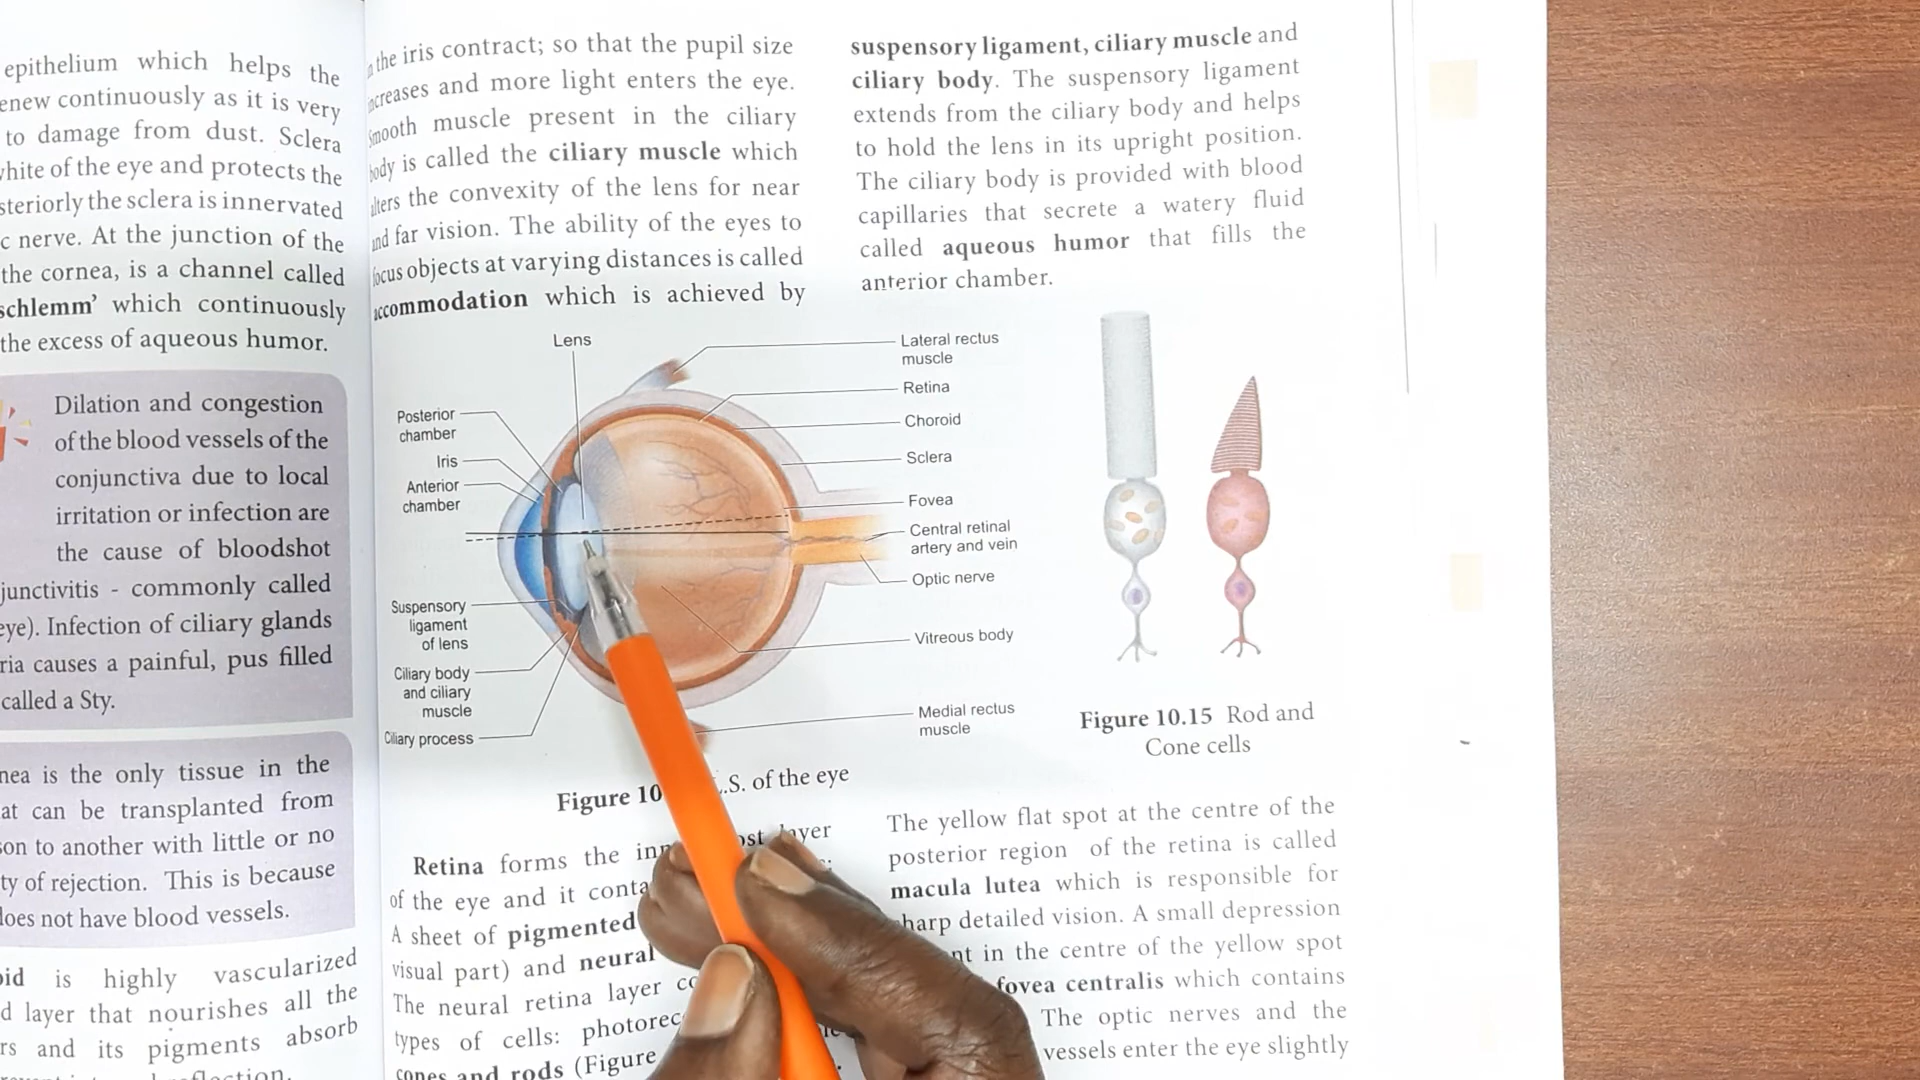 epithelium which helps the
enew continuously as it is very
to damage from dust. Sclera
white of the eye and protects the
steriorly the sclera is innervated
c nerve. At the junction of the
the cornea, is a channel called
schlemm’ which continuously
the excess of aqueous humor.
Dilation and congestion
of the blood vessels of the
conjunctiva due to local
irritation or infection are
the cause of bloodshot
junctivitis - commonly called
eye). Infection of ciliary glands
ria causes a painful, pus filled
called a Sty.
nea is the only tissue in the
at can be transplanted from
son to another with little or no
ty of rejection. This is because
does not have blood vessels.
oid is highly vascularized
d layer that nourishes all the
rs and its pigments absorb
the iris contract; so that the pupil size
increases and more light enters the eye.
Smooth muscle present in the ciliary
body is called the ciliary muscle which
alters the convexity of the lens for near
and far vision. The ability of the eyes to
focus objects at varying distances is called
accommodation which is achieved by
suspensory ligament, ciliary muscle and
ciliary body. The suspensory ligament
extends from the ciliary body and helps
to hold the lens in its upright position.
The ciliary body is provided with blood
capillaries that secrete a watery fluid
called aqueous humor that fills the
anterior chamber.
Lens
Posterior
chamber
Iris
Anterior
chamber
Suspensory
ligament
of lens
Ciliary body
and ciliary
muscle
Ciliary process
Lateral rectus
muscle
Retina
Choroid
Sclera
Fovea
Central retinal
artery and vein
Optic nerve
Vitreous body
Medial rectus
muscle
Figure 10 .S. of the eye
Figure 10.15 Rod and
Cone cells
Retina forms the layer
of the eye and it
A sheet of pigmented
visual part) and neural
The neural retina layer
types of cells:
cones and rods (Figure
The yellow flat spot at the centre of the
posterior region of the retina is called
macula lutea which is responsible for
sharp detailed vision. A small depression
in the centre of the yellow spot
fovea centralis which contains
The optic nerves and the
vessels enter the eye slightly